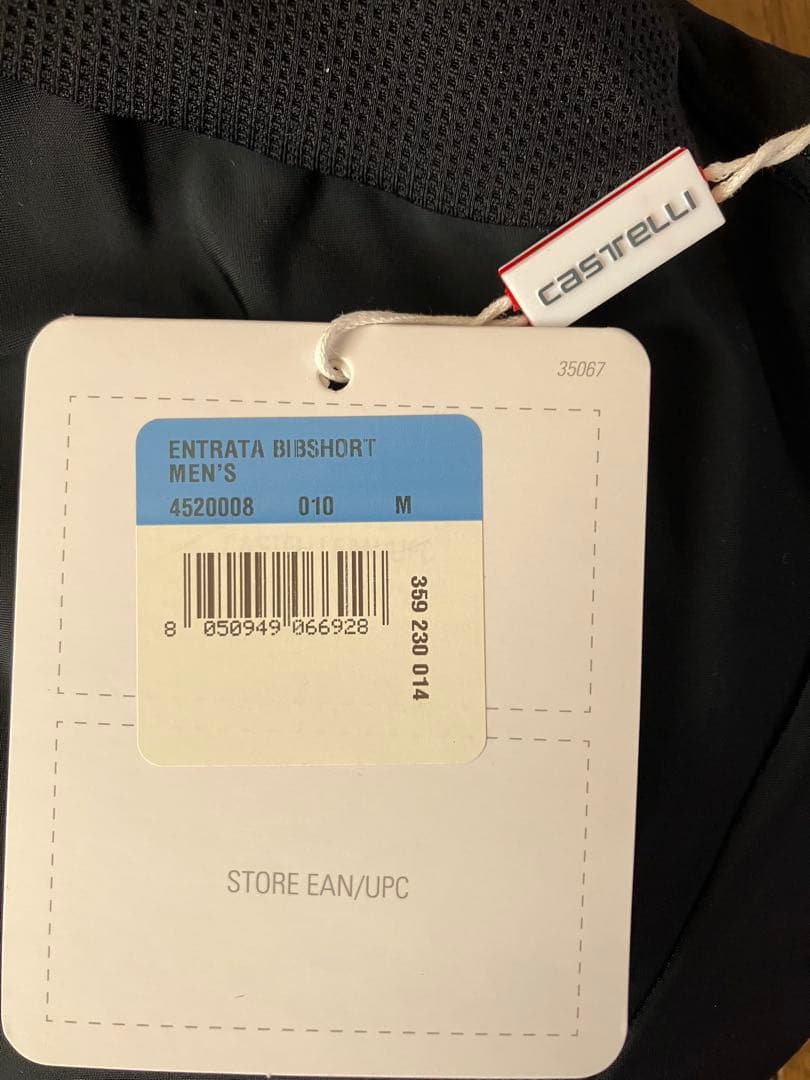 CASTELLI
35067
ENTRATA BIBSHORT
MEN'S
4520008 010 M
8 050949 066928
359 230 014
STORE EAN/UPC